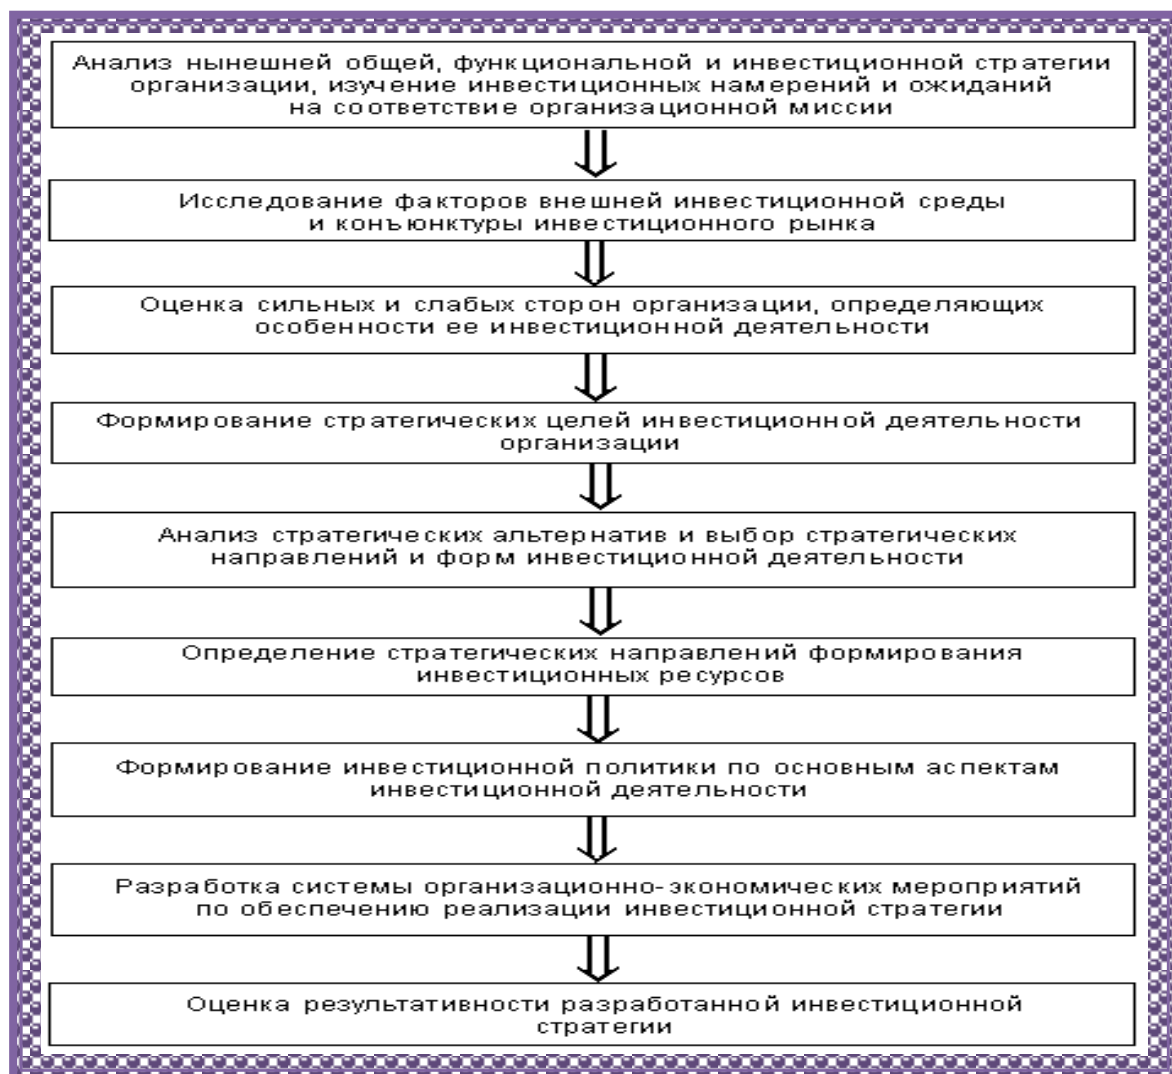 Анализ нынешней общей, функциональной и инвестиционной стратегии
организации, изучение инвестиционных намерений и ожиданий
на соответствие организационной миссии
Исследование факторов внешней инвестиционной среды
и конъюнктуры инвестиционного рынка
Оценка сильных и слабых сторон организации, определяющих
особенности ее инвестиционной деятельности
Формирование стратегических целей инвестиционной деятельности
организации
Анализ стратегических альтернатив и выбор стратегических
направлений и форм инвестиционной деятельности
Определение стратегических направлений формирования
инвестиционных ресурсов
Формирование инвестиционной политики по основным аспектам
инвестиционной деятельности
Разработка системы организационно-экономических мероприятий
по обеспечению реализации инвестиционной стратегии
Оценка результативности разработанной инвестиционной
стратегии